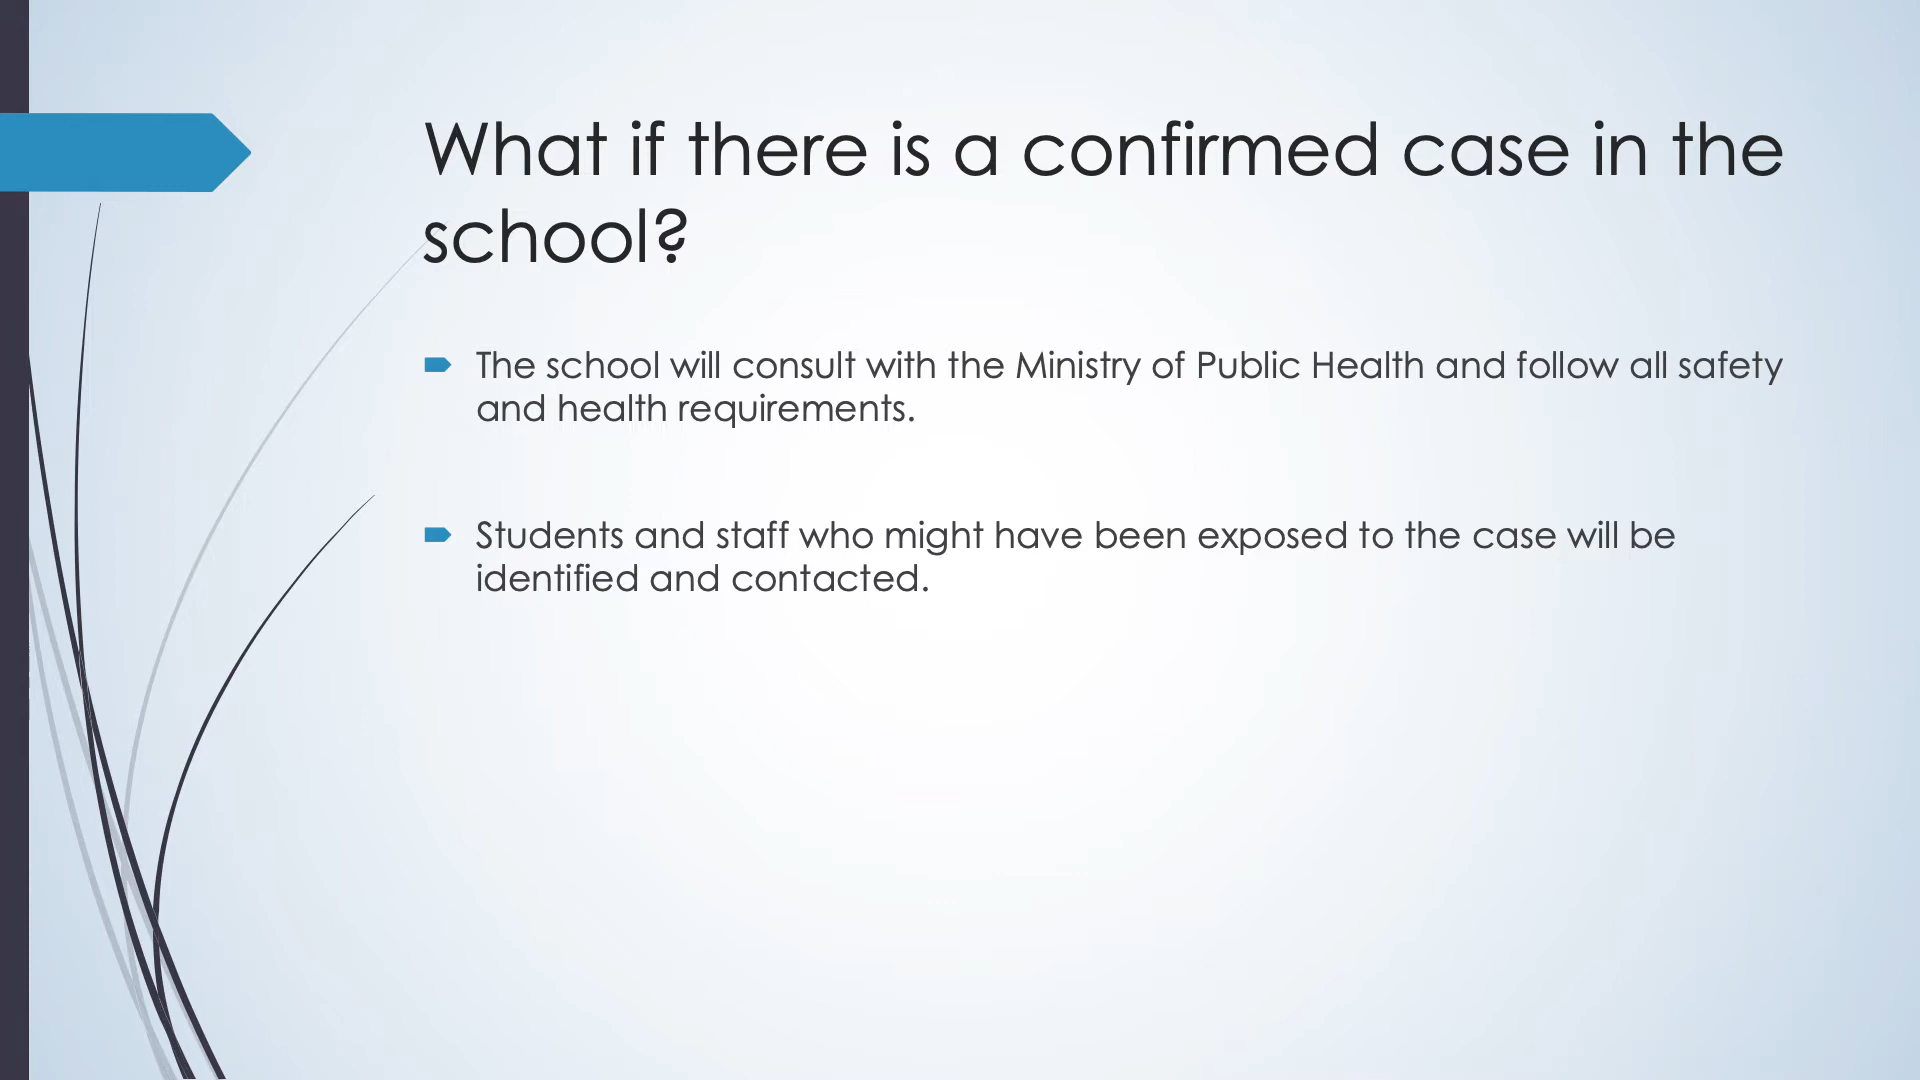 What if there is a confirmed case in the
school?
The school will consult with the Ministry of Public Health and follow all safety
and health requirements.
Students and staff who might have been exposed to the case will be
identified and contacted.